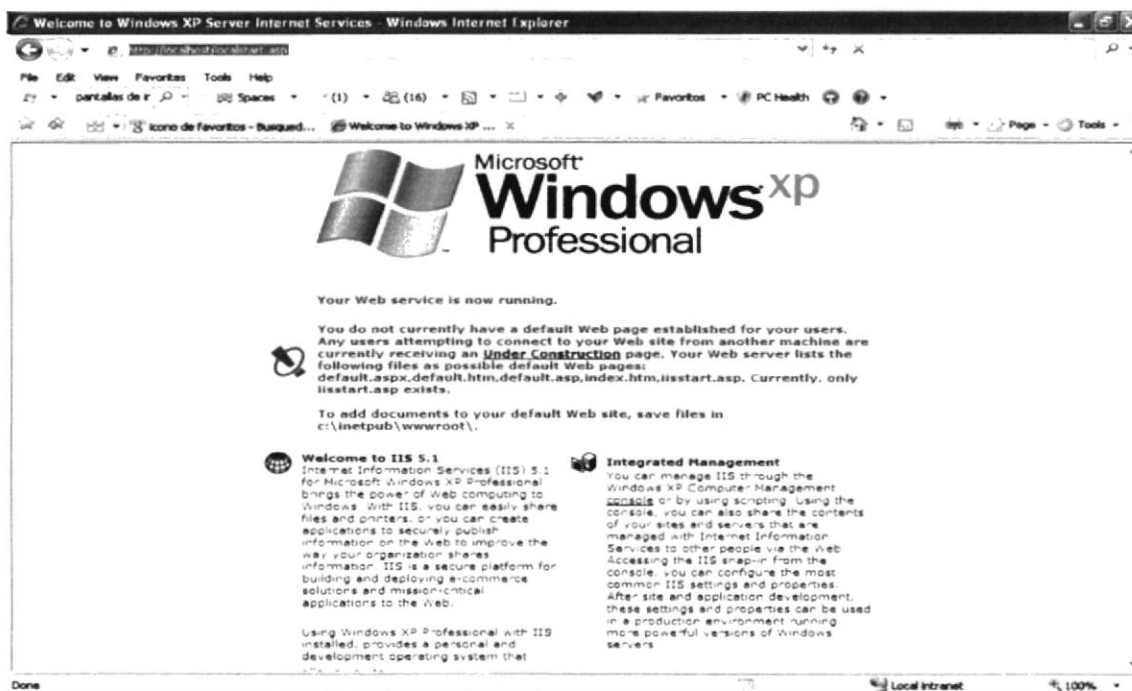 Welcome to Windows XP Server Internet Services - Windows Internet Explorer
http://localhost/localstart.asp
File Edit View Favorites Tools Help
pantallas de ir Spaces (1) (16) Favoritos PC Health
Icono de favoritos - Busqued... Welcome to Windows XP ... Page Tools
Microsoft
Windows xp
Professional
Your Web service is now running.
You do not currently have a default Web page established for your users.
Any users attempting to connect to your Web site from another machine are
currently receiving an Under Construction page. Your Web server lists the
following files as possible default Web pages:
default.aspx,default.htm,default.asp,index.htm,iisstart.asp. Currently, only
iisstart.asp exists.
To add documents to your default Web site, save files in
c:\inetpub\wwwroot\.
Welcome to IIS 5.1
Internet Information Services (IIS) 5.1
for Microsoft Windows XP Professional
brings the power of Web computing to
Windows. With IIS, you can easily share
files and printers, or you can create
applications to securely publish
information on the Web to improve the
way your organization shares
information. IIS is a secure platform for
building and deploying e-commerce
solutions and mission-critical
applications to the Web.
Using Windows XP Professional with IIS
installed, provides a personal and
development operating system that
Integrated Management
You can manage IIS through the
Windows XP Computer Management
console or by using scripting. Using the
console, you can also share the contents
of your sites and servers that are
managed with Internet Information
Services to other people via the Web
Accessing the IIS snap-in from the
console, you can configure the most
common IIS settings and properties.
After site and application development,
these settings and properties can be used
in a production environment running
more powerful versions of Windows
servers
Done Local intranet 100%